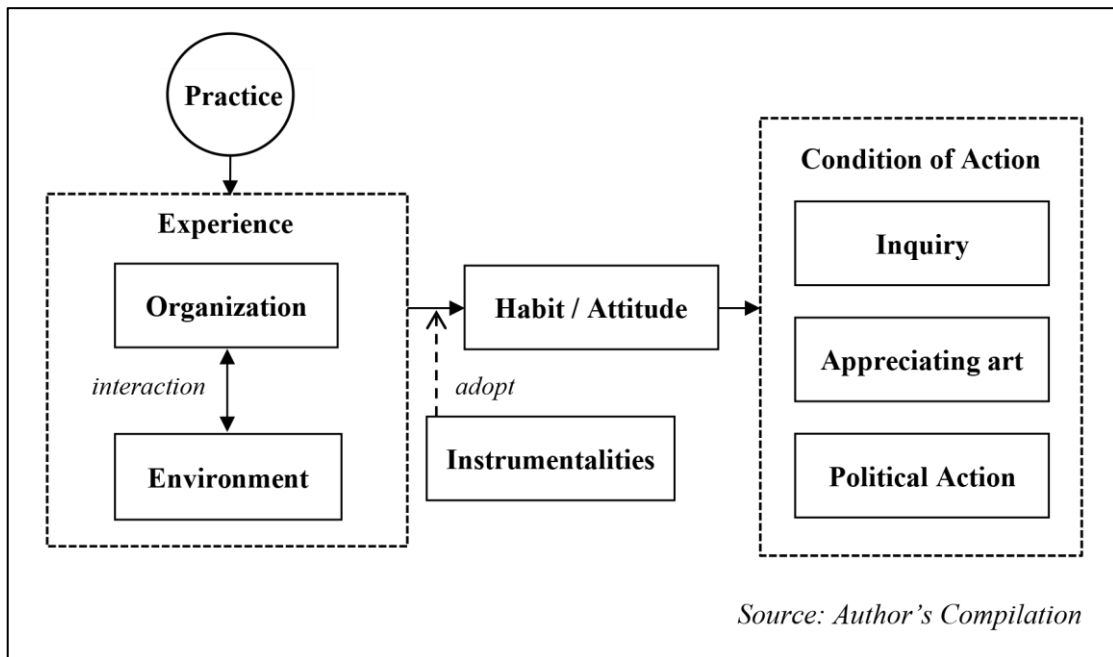 Practice
Experience
Organization
interaction
Environment
Habit / Attitude
adopt
Instrumentalities
Condition of Action
Inquiry
Appreciating art
Political Action
Source: Author’s Compilation